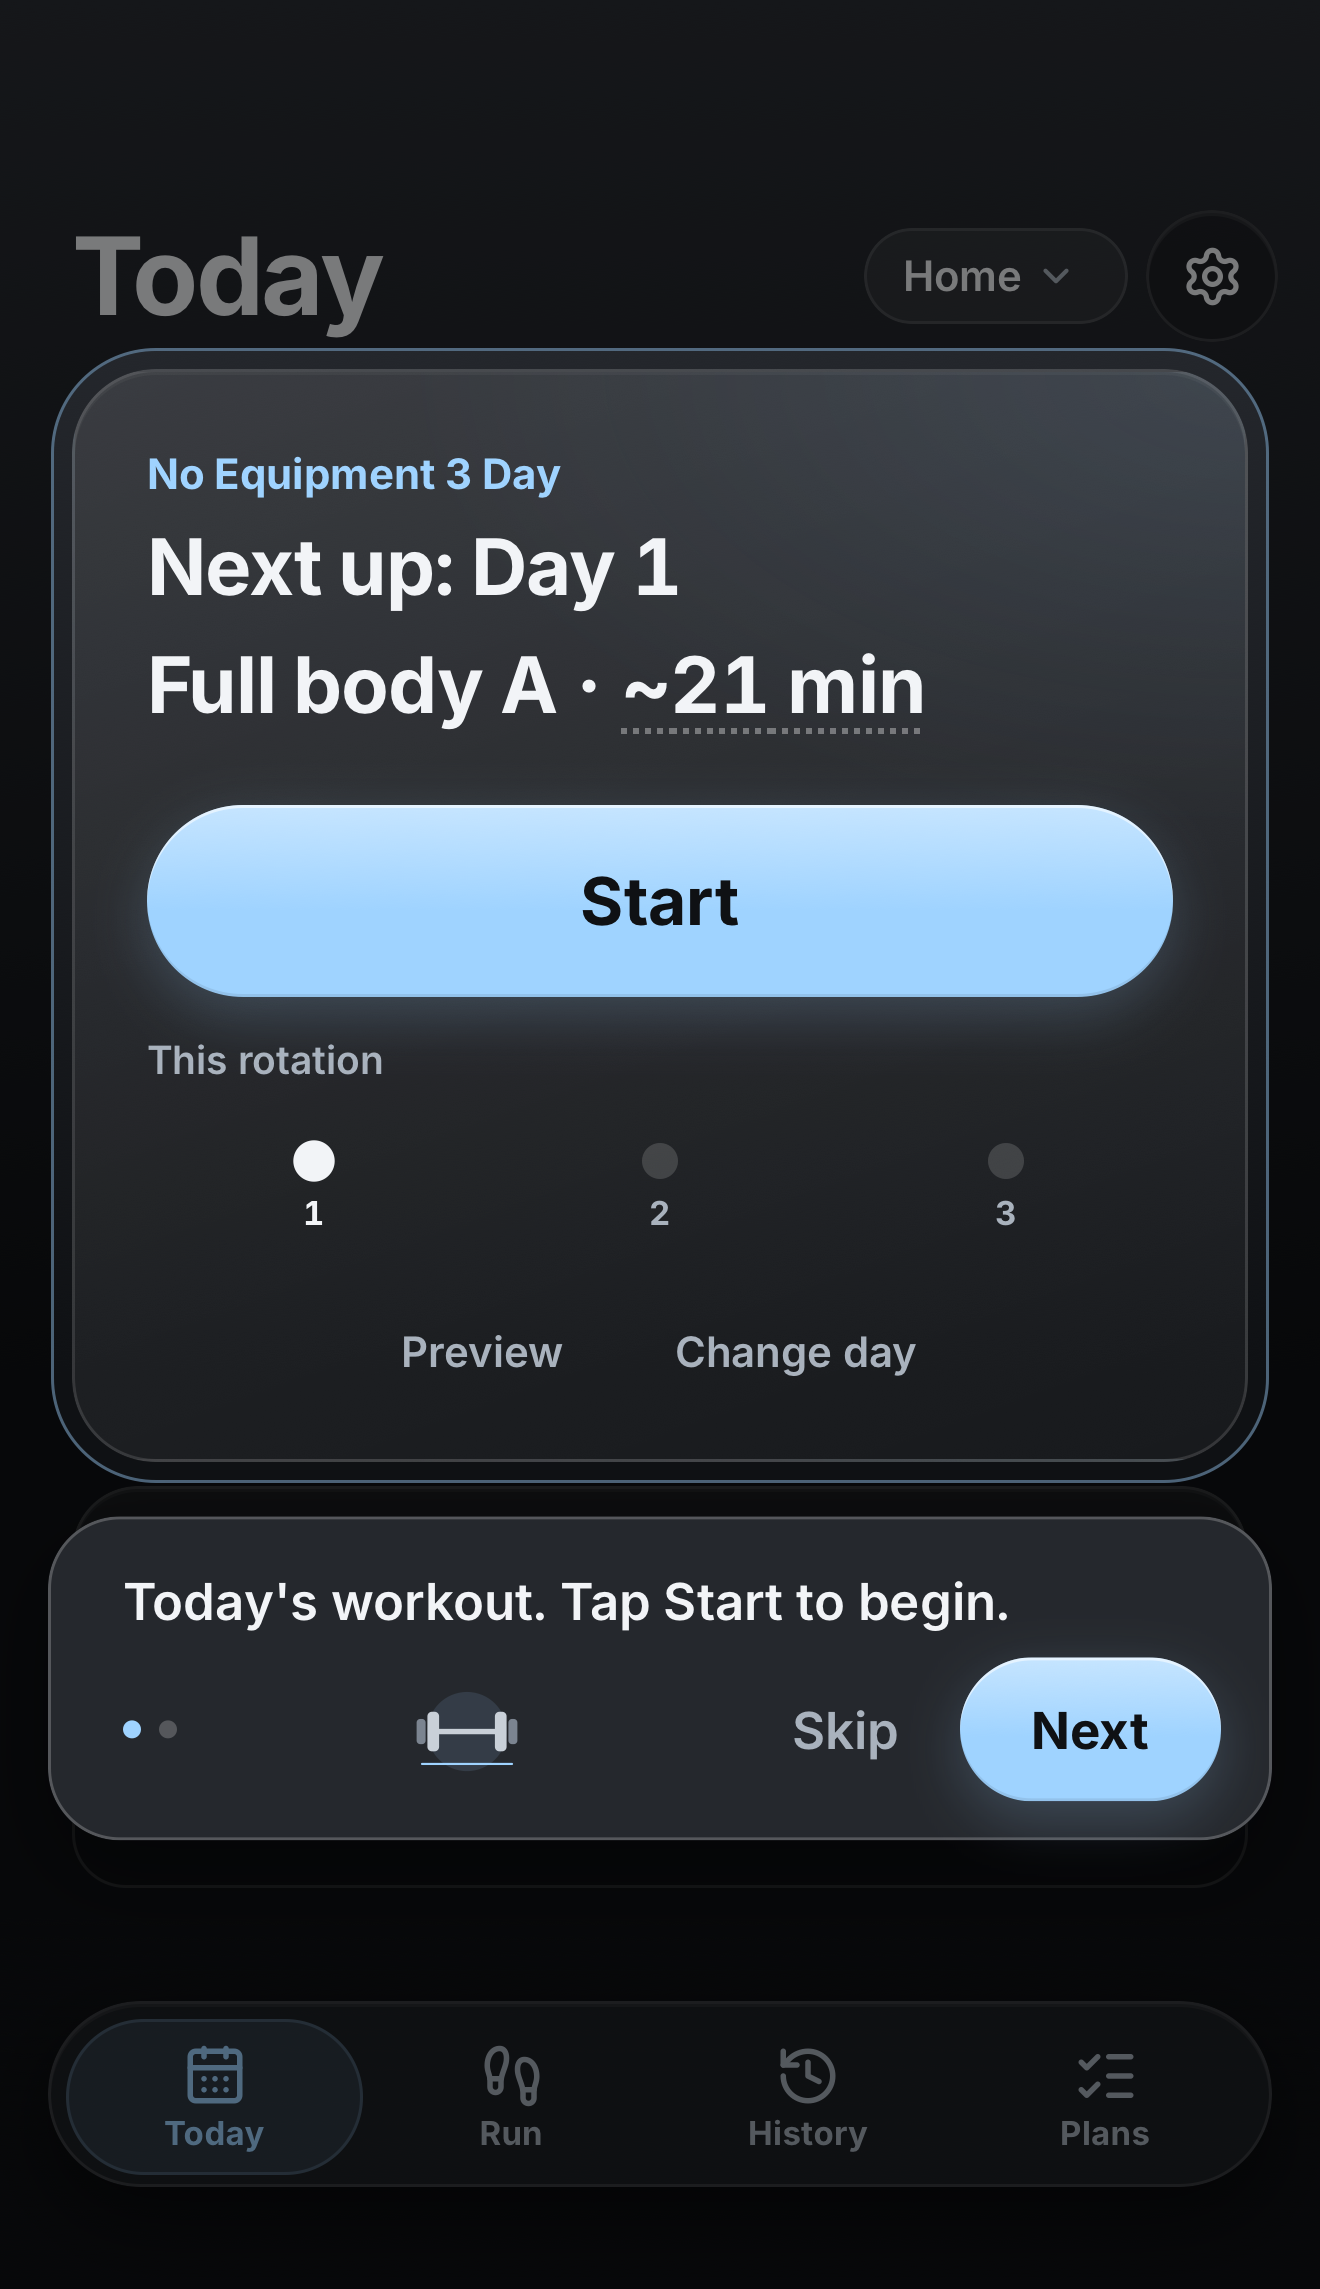 Today
Home
No Equipment 3 Day
Next up: Day 1
Full body A · ~21 min
Start
This rotation
1 2 3
Preview Change day
Today's workout. Tap Start to begin.
Skip Next
Today Run History Plans